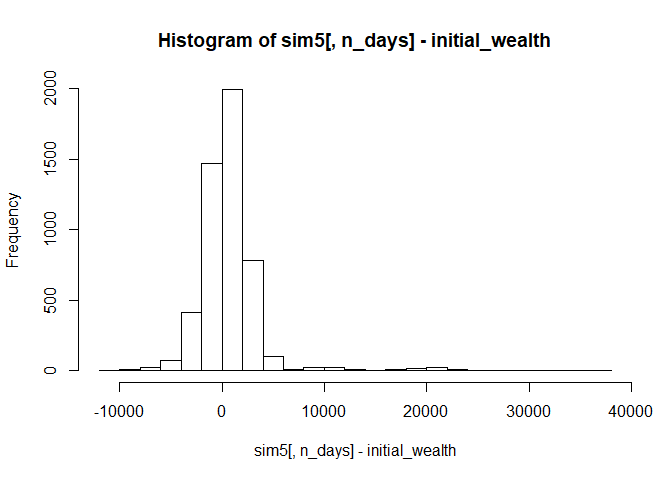 Histogram of sim5[, n_days] - initial_wealth
Frequency
2000
1500
1000
500
0
-10000 0 10000 20000 30000 40000
sim5[, n_days] - initial_wealth